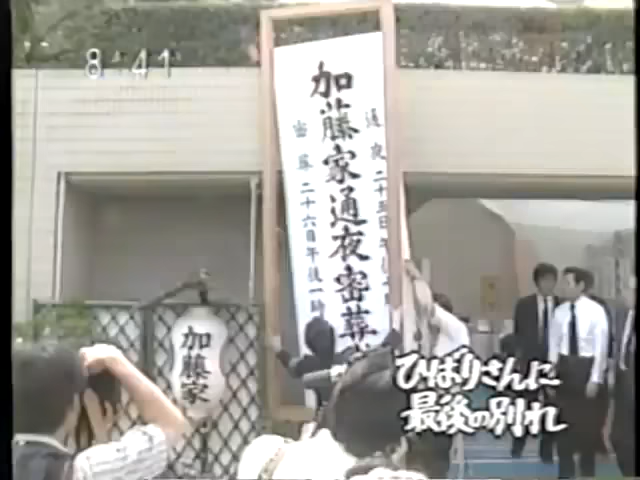 8:41
加藤家通夜密葬
通夜 二十五日午後
密葬 二十六日午後一時
加藤家
ひばりさんに
最後の別れ